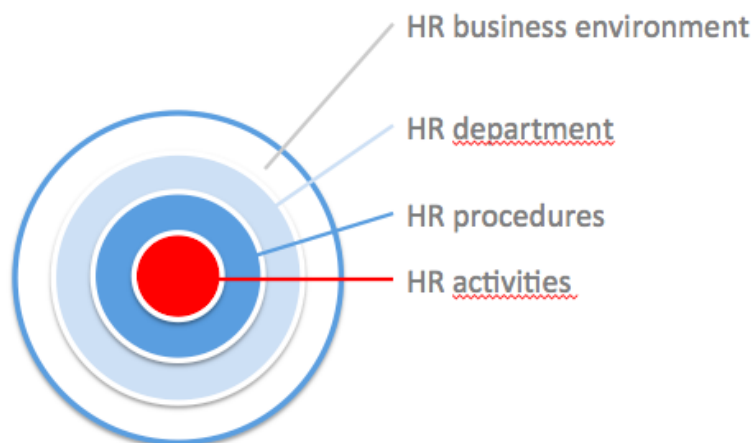 HR business environment
HR department
HR procedures
HR activities